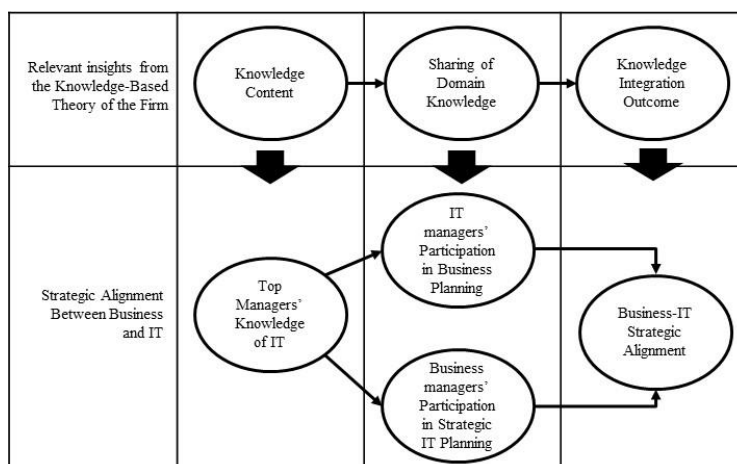 Relevant insights from
the Knowledge-Based
Theory of the Firm
Knowledge
Content
Sharing of
Domain
Knowledge
Knowledge
Integration
Outcome
Strategic Alignment
Between Business
and IT
Top
Managers'
Knowledge
of IT
IT
managers'
Participation
in Business
Planning
Business
managers'
Participation
in Strategic
IT Planning
Business-IT
Strategic
Alignment